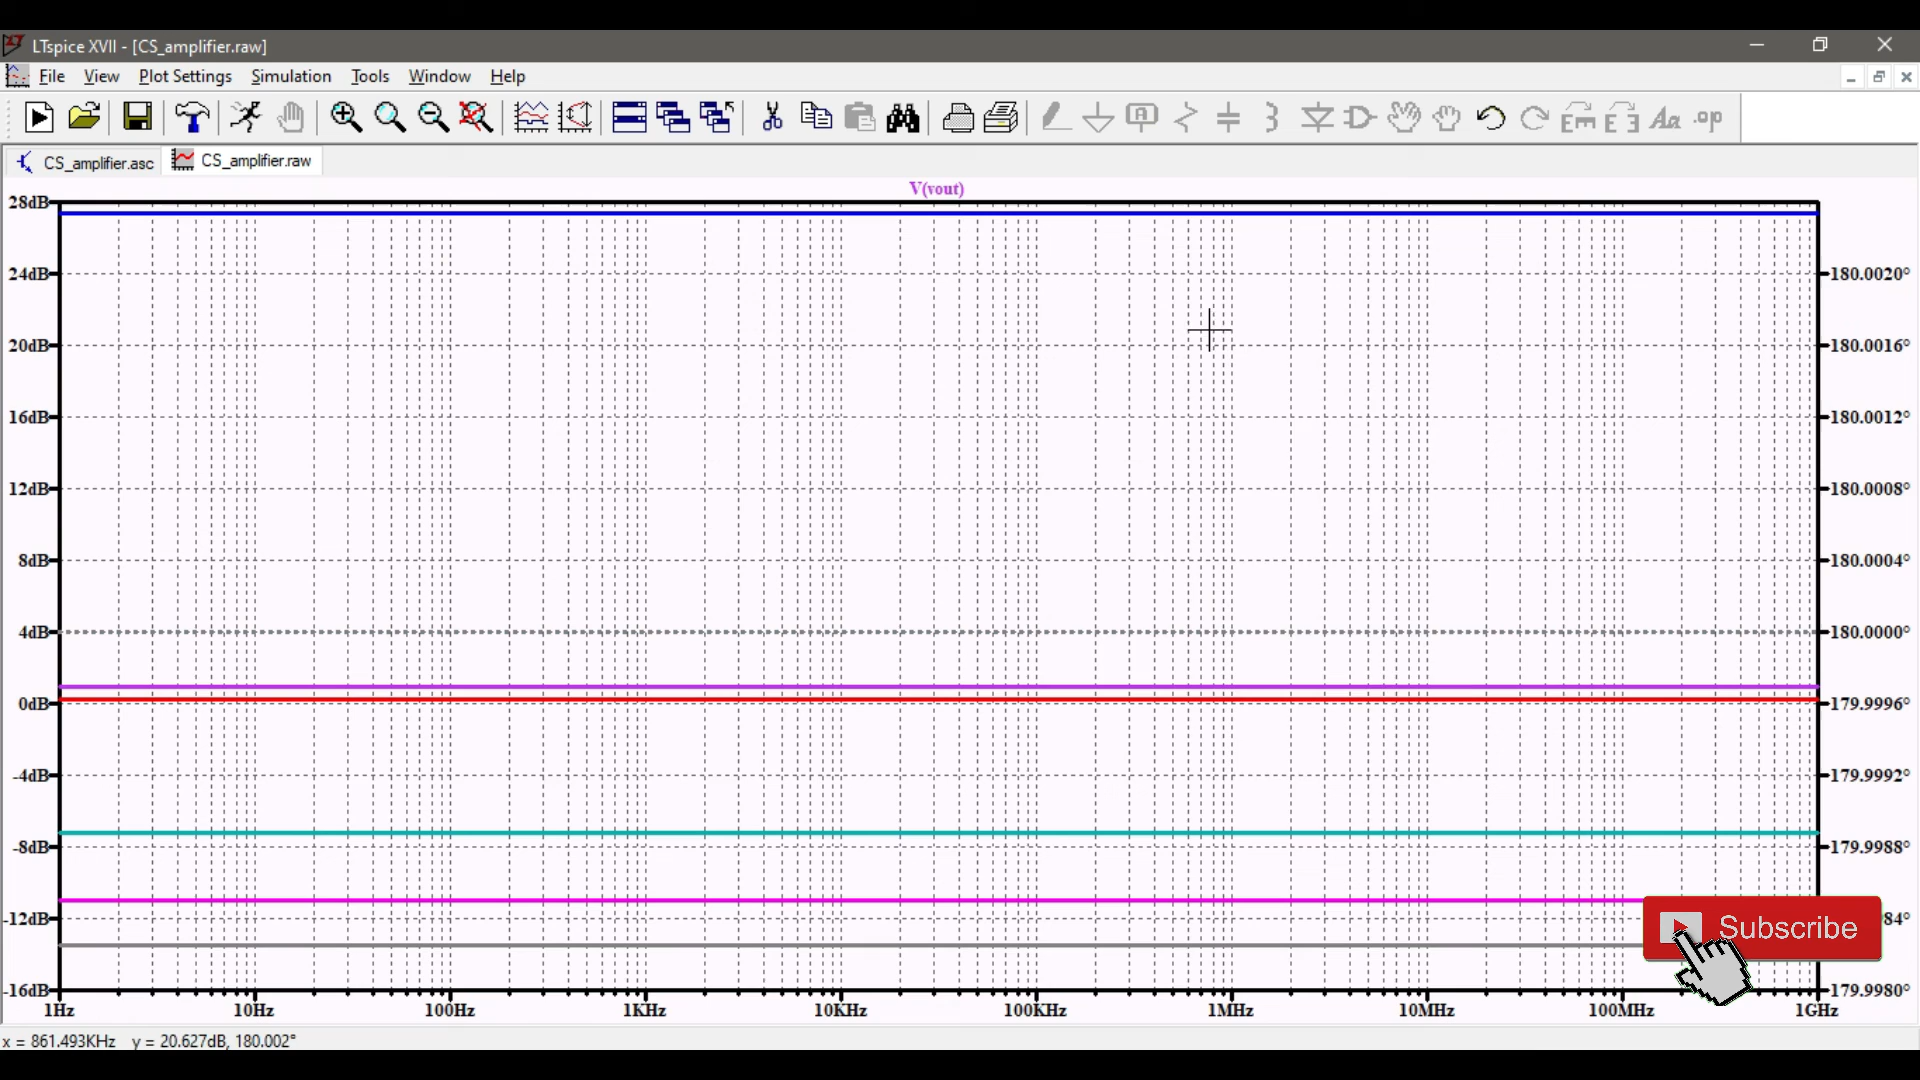 LTspice XVII - [CS_amplifier.raw]
File View Plot Settings Simulation Tools Window Help
Aa .op
CS_amplifier.asc CS_amplifier.raw
V(vout)
28dB
24dB 180.0020°
20dB 180.0016°
16dB 180.0012°
12dB 180.0008°
8dB 180.0004°
4dB 180.0000°
0dB 179.9996°
-4dB 179.9992°
-8dB 179.9988°
-12dB 84°
Subscribe
-16dB 179.9980°
1Hz 10Hz 100Hz 1KHz 10KHz 100KHz 1MHz 10MHz 100MHz 1GHz
x = 861.493KHz y = 20.627dB, 180.002°